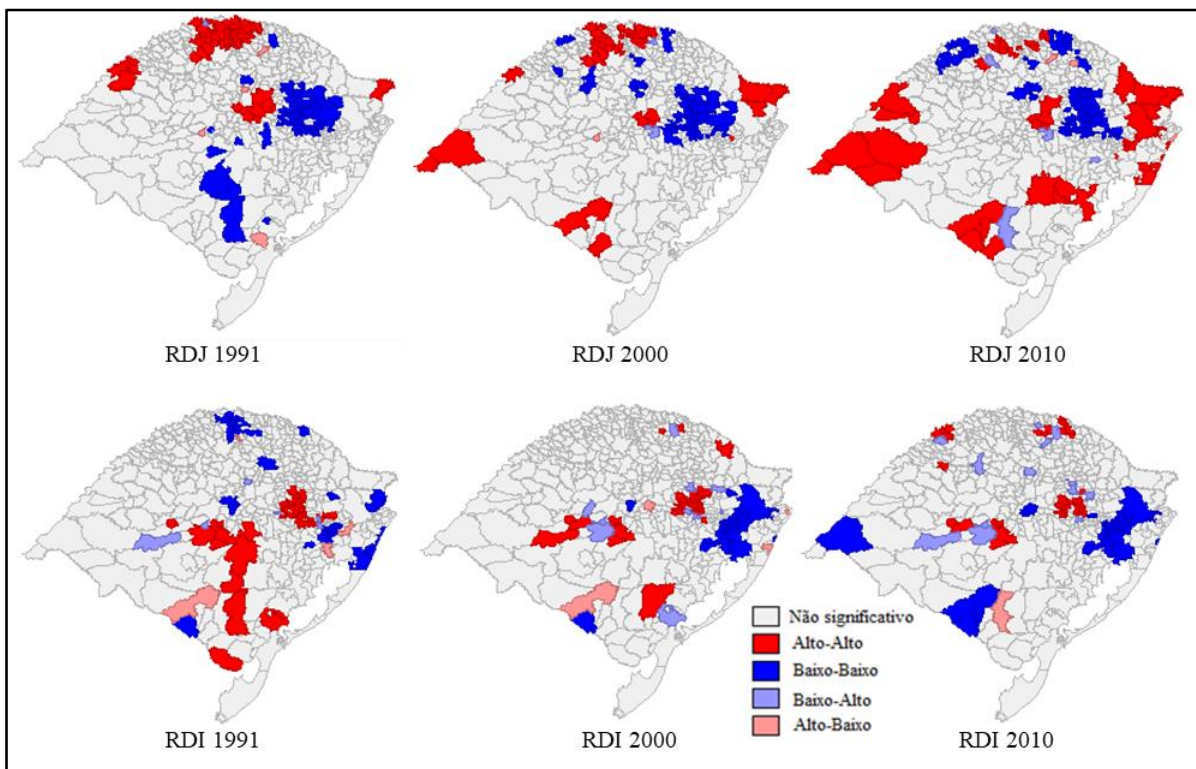 RDJ 1991
RDJ 2000
RDJ 2010
Não significativo
Alto-Alto
Baixo-Baixo
Baixo-Alto
Alto-Baixo
RDI 1991
RDI 2000
RDI 2010